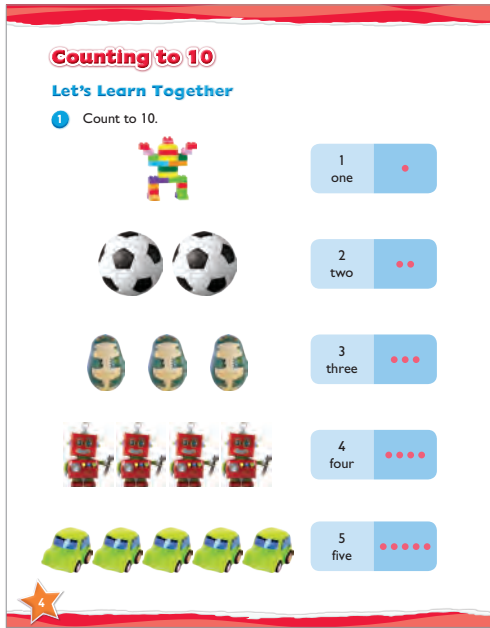 Counting to 10
Let's Learn Together
1 Count to 10.
1
one
2
two
3
three
4
four
5
five
4